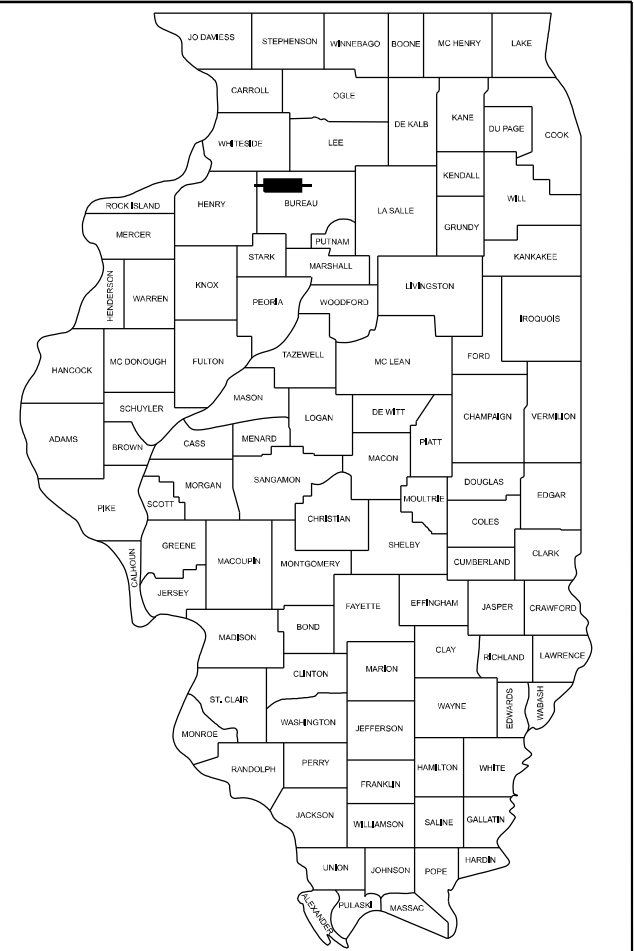 JO DAVIESS
STEPHENSON
WINNEBAGO
BOONE
MC HENRY
LAKE
CARROLL
OGLE
DE KALB
KANE
DU PAGE
COOK
WHITESIDE
LEE
KENDALL
WILL
ROCK ISLAND
HENRY
BUREAU
LA SALLE
GRUNDY
MERCER
PUTNAM
STARK
MARSHALL
KANKAKEE
HENDERSON
WARREN
KNOX
PEORIA
WOODFORD
LIVINGSTON
IROQUOIS
HANCOCK
MC DONOUGH
FULTON
TAZEWELL
MC LEAN
FORD
SCHUYLER
MASON
LOGAN
DE WITT
CHAMPAIGN
VERMILION
ADAMS
BROWN
CASS
MENARD
MACON
PIATT
PIKE
SCOTT
MORGAN
SANGAMON
CHRISTIAN
MOULTRIE
DOUGLAS
EDGAR
COLES
CALHOUN
GREENE
MACOUPIN
MONTGOMERY
SHELBY
CUMBERLAND
CLARK
JERSEY
FAYETTE
EFFINGHAM
JASPER
CRAWFORD
MADISON
BOND
CLAY
RICHLAND
LAWRENCE
CLINTON
MARION
ST. CLAIR
WAYNE
EDWARDS
WABASH
MONROE
WASHINGTON
JEFFERSON
RANDOLPH
PERRY
HAMILTON
WHITE
FRANKLIN
JACKSON
WILLIAMSON
SALINE
GALLATIN
UNION
JOHNSON
POPE
HARDIN
ALEXANDER
PULASKI
MASSAC